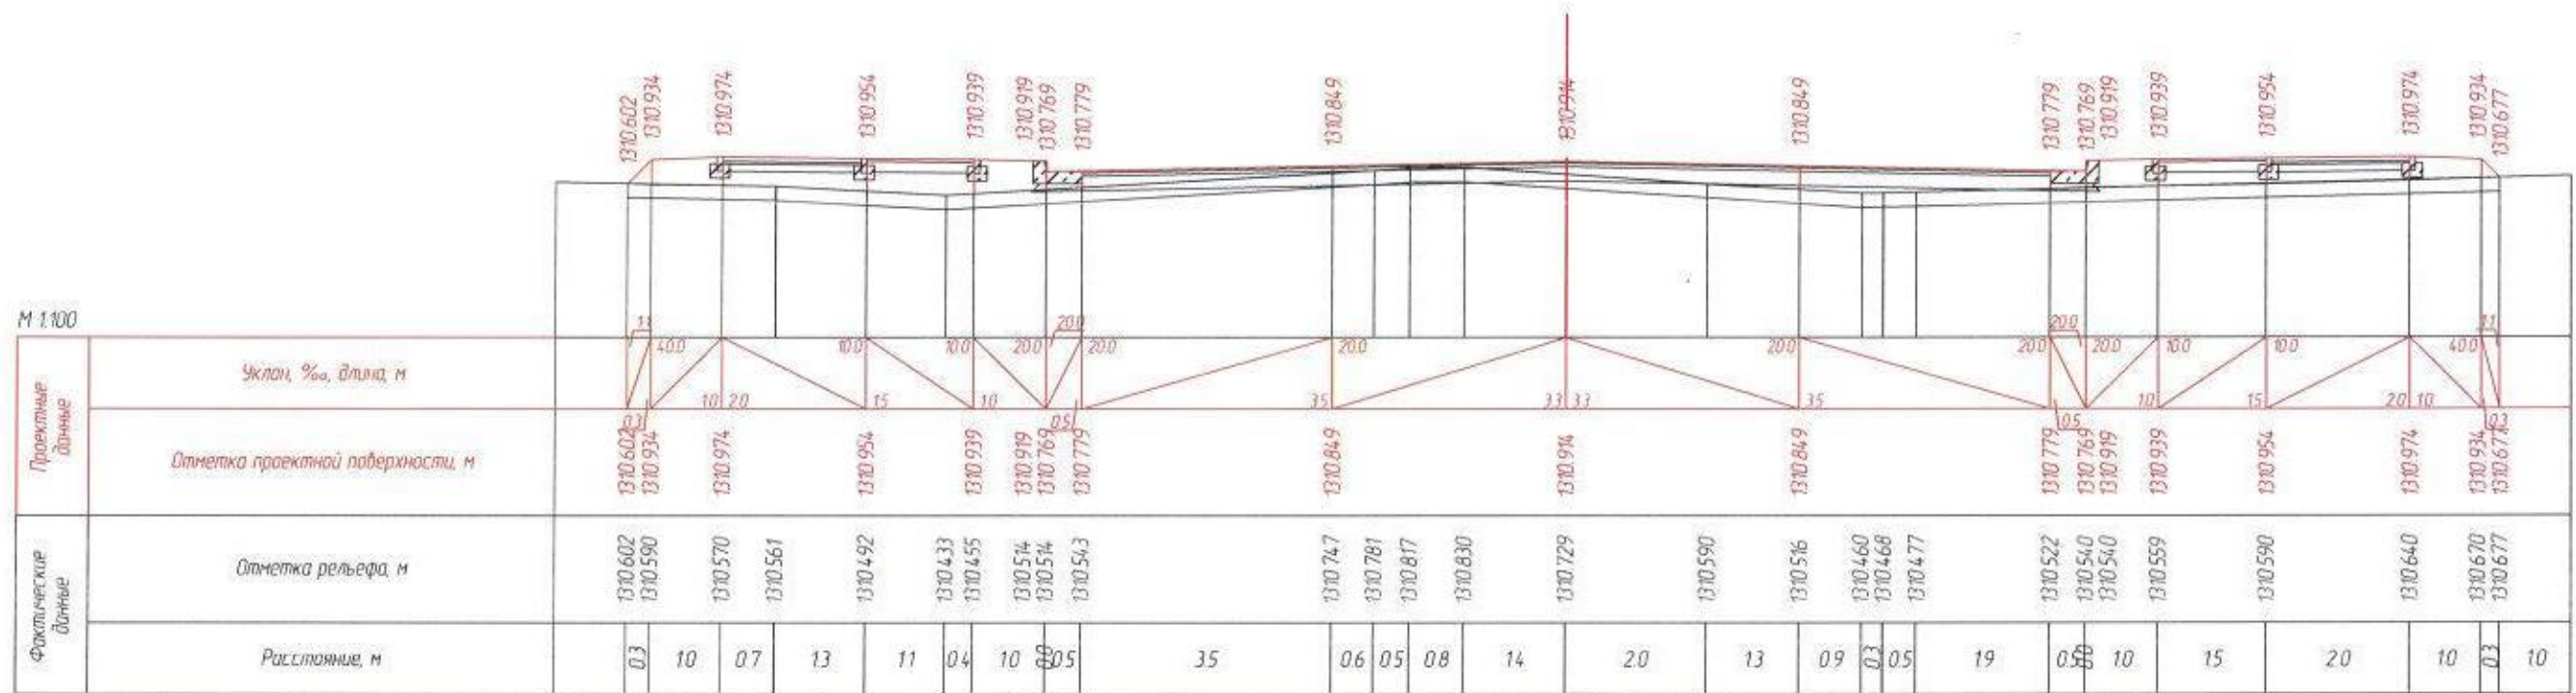 1310.602 1310.934 1310.974 1310.954 1310.939 1310.919 1310.769 1310.779 1310.849 1310.914 1310.849 1310.779 1310.769 1310.919 1310.939 1310.954 1310.974 1310.934 1310.677
М 1:100
Проектные данные
Уклон, ‰, длина, м
1:1 40.0 10.0 10.0 20.0 20.0 20.0 20.0 20.0 20.0 20.0 20.0 10.0 10.0 40.0 1:1
0.3 1.0 2.0 1.5 1.0 0.5 3.5 3.3 3.3 3.5 0.5 1.0 1.5 2.0 1.0 0.3
Отметка проектной поверхности, м
1310.602 1310.934 1310.974 1310.954 1310.939 1310.919 1310.769 1310.779 1310.849 1310.914 1310.849 1310.779 1310.769 1310.919 1310.939 1310.954 1310.974 1310.934 1310.677
Фактические данные
Отметка рельефа, м
1310.602 1310.590 1310.570 1310.561 1310.492 1310.433 1310.455 1310.514 1310.514 1310.543 1310.747 1310.781 1310.817 1310.830 1310.729 1310.590 1310.516 1310.460 1310.468 1310.477 1310.522 1310.540 1310.540 1310.559 1310.590 1310.640 1310.670 1310.677
Расстояние, м
0.3 1.0 0.7 1.3 1.1 0.4 1.0 0.0 0.5 3.5 0.6 0.5 0.8 1.4 2.0 1.3 0.9 0.3 0.5 1.9 0.5 0.0 1.0 1.5 2.0 1.0 0.3 1.0